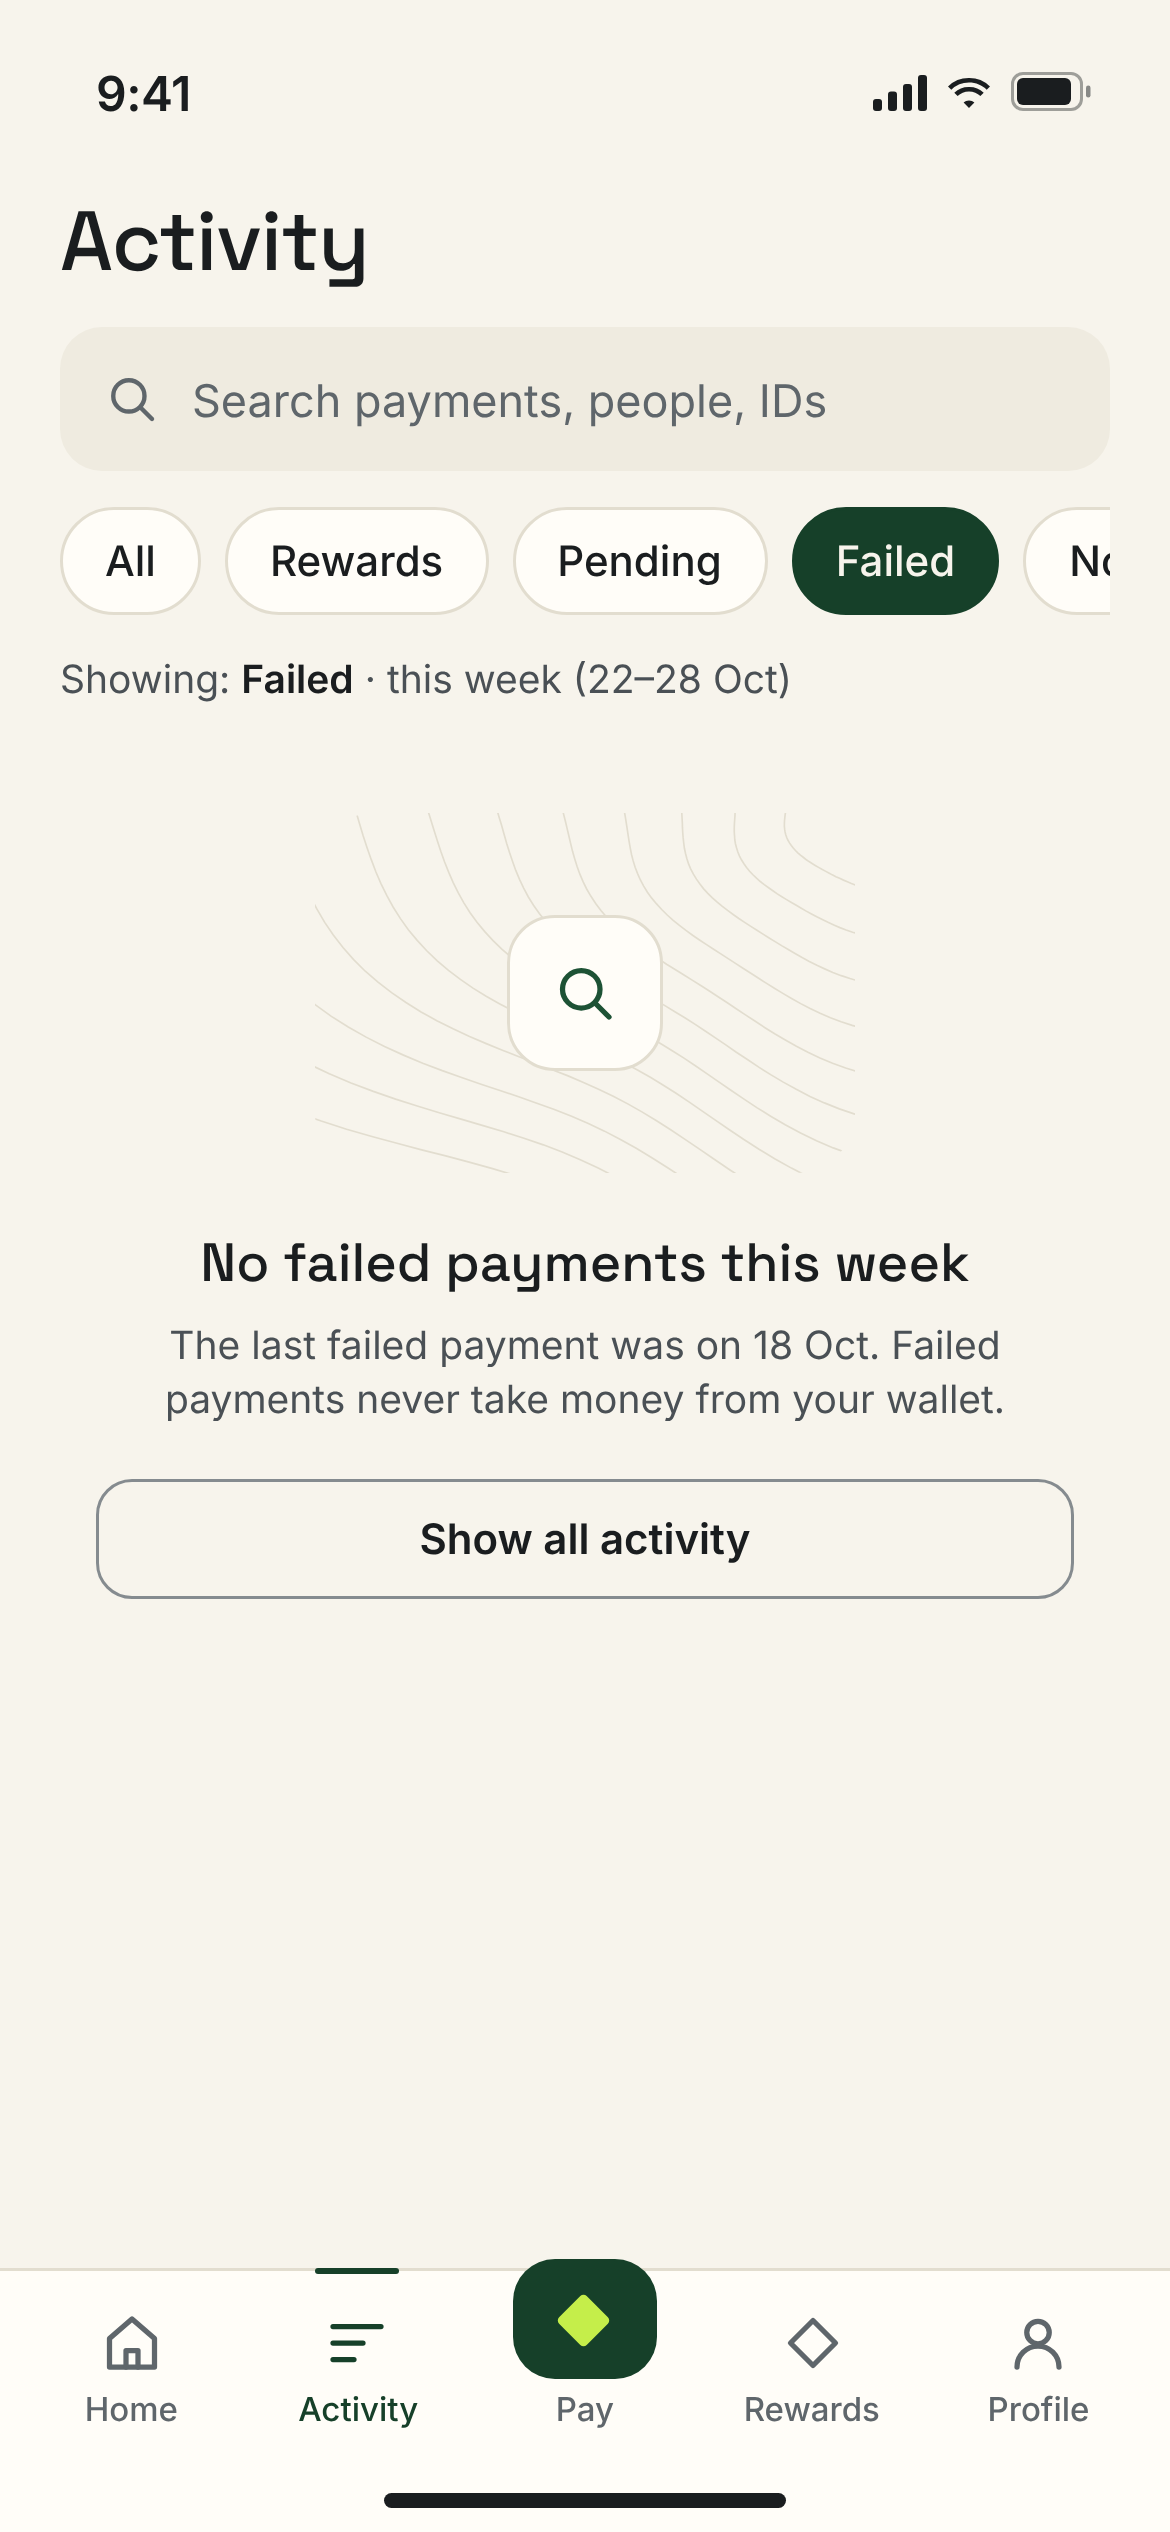 9:41
Activity
Search payments, people, IDs
All Rewards Pending Failed
Showing: Failed · this week (22–28 Oct)
No failed payments this week
The last failed payment was on 18 Oct. Failed
payments never take money from your wallet.
Show all activity
Home Activity Pay Rewards Profile